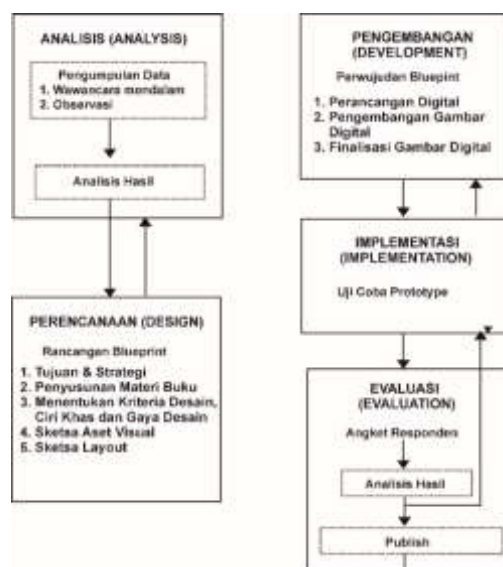 ANALISIS (ANALYSIS)
Pengumpulan Data
1. Wawancara mendalam
2. Observasi
Analisis Hasil
PERENCANAAN (DESIGN)
Rancangan Blueprint
1. Tujuan & Strategi
2. Penyusunan Materi Buku
3. Menentukan Kriteria Desain,
Ciri Khas dan Gaya Desain
4. Sketsa Aset Visual
5. Sketsa Layout
PENGEMBANGAN
(DEVELOPMENT)
Perwujudan Bluepint
1. Perancangan Digital
2. Pengembangan Gambar
Digital
3. Finalisasi Gambar Digital
IMPLEMENTASI
(IMPLEMENTATION)
Uji Coba Prototype
EVALUASI
(EVALUATION)
Angket Responden
Analisis Hasil
Publish